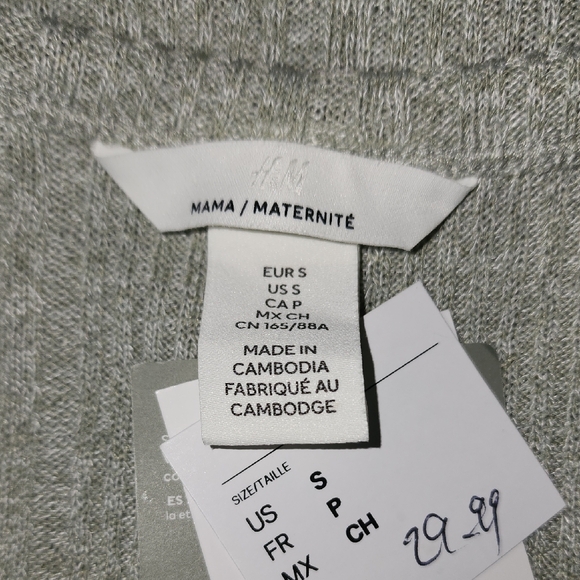 H&M
MAMA / MATERNITÉ
EUR S
US S
CA P
MX CH
CN 165/88A
MADE IN
CAMBODIA
FABRIQUÉ AU
CAMBODGE
SIZE/TAILLE
US S
FR P
MX CH
29-99